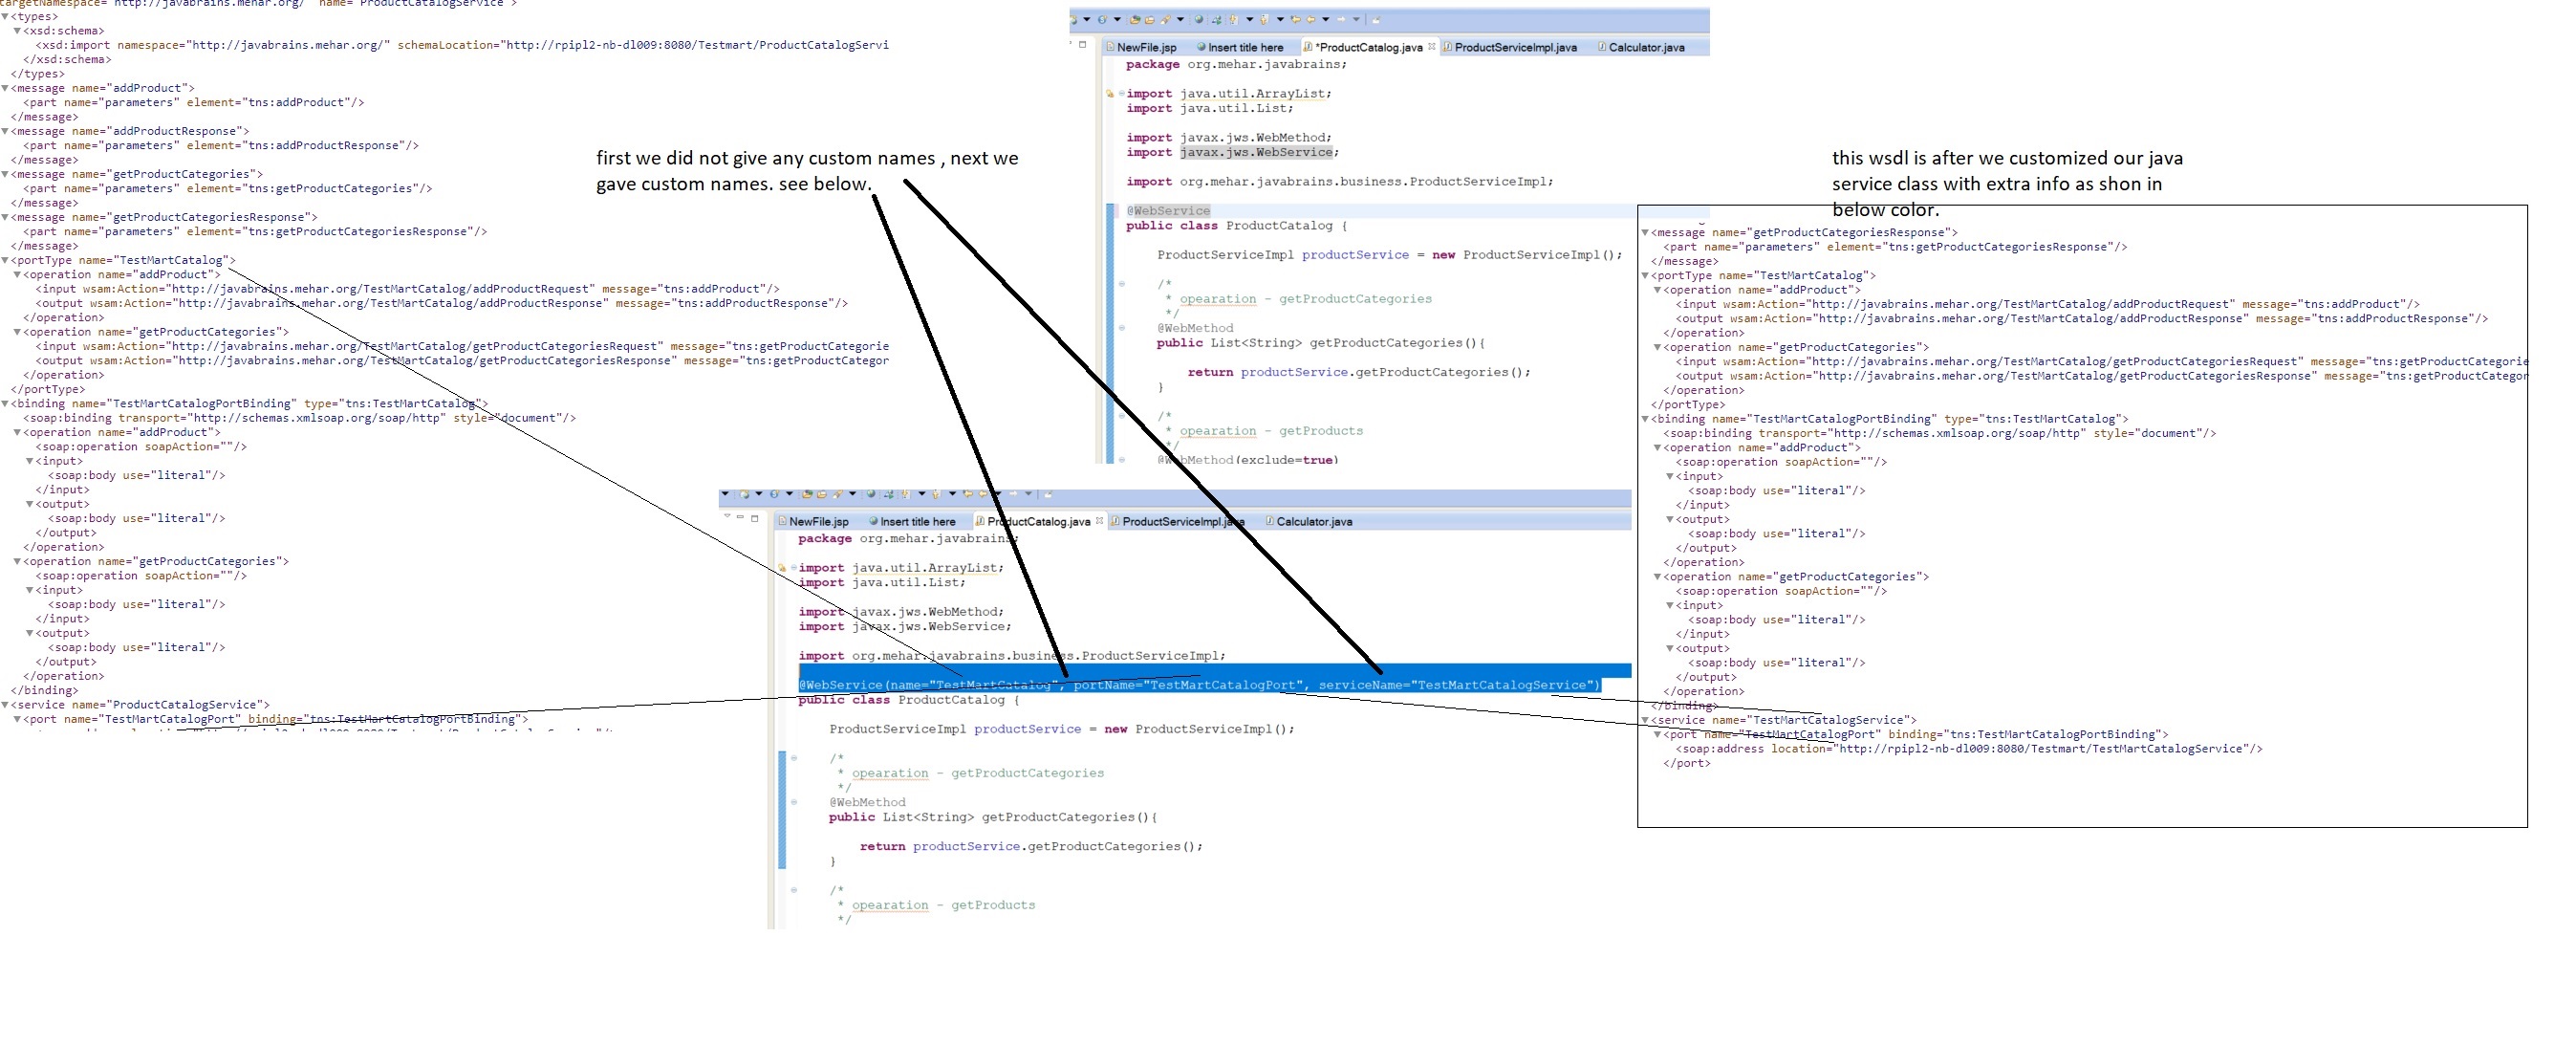 targetNamespace="http://javabrains.mehar.org/" name="ProductCatalogService">
▼<types>
▼<xsd:schema>
<xsd:import namespace="http://javabrains.mehar.org/" schemaLocation="http://rpipl2-nb-dl009:8080/Testmart/ProductCatalogServi
</xsd:schema>
</types>
▼<message name="addProduct">
<part name="parameters" element="tns:addProduct"/>
</message>
▼<message name="addProductResponse">
<part name="parameters" element="tns:addProductResponse"/>
</message>
▼<message name="getProductCategories">
<part name="parameters" element="tns:getProductCategories"/>
</message>
▼<message name="getProductCategoriesResponse">
<part name="parameters" element="tns:getProductCategoriesResponse"/>
</message>
▼<portType name="TestMartCatalog">
▼<operation name="addProduct">
<input wsam:Action="http://javabrains.mehar.org/TestMartCatalog/addProductRequest" message="tns:addProduct"/>
<output wsam:Action="http://javabrains.mehar.org/TestMartCatalog/addProductResponse" message="tns:addProductResponse"/>
</operation>
▼<operation name="getProductCategories">
<input wsam:Action="http://javabrains.mehar.org/TestMartCatalog/getProductCategoriesRequest" message="tns:getProductCategorie
<output wsam:Action="http://javabrains.mehar.org/TestMartCatalog/getProductCategoriesResponse" message="tns:getProductCategor
</operation>
</portType>
▼<binding name="TestMartCatalogPortBinding" type="tns:TestMartCatalog">
<soap:binding transport="http://schemas.xmlsoap.org/soap/http" style="document"/>
▼<operation name="addProduct">
<soap:operation soapAction=""/>
▼<input>
<soap:body use="literal"/>
</input>
▼<output>
<soap:body use="literal"/>
</output>
</operation>
▼<operation name="getProductCategories">
<soap:operation soapAction=""/>
▼<input>
<soap:body use="literal"/>
</input>
▼<output>
<soap:body use="literal"/>
</output>
</operation>
</binding>
▼<service name="ProductCatalogService">
▼<port name="TestMartCatalogPort" binding="tns:TestMartCatalogPortBinding">
first we did not give any custom names , next we
gave custom names. see below.
NewFile.jsp Insert title here *ProductCatalog.java ProductServiceImpl.java Calculator.java
package org.mehar.javabrains;
import java.util.ArrayList;
import java.util.List;
import javax.jws.WebMethod;
import javax.jws.WebService;
import org.mehar.javabrains.business.ProductServiceImpl;
@WebService
public class ProductCatalog {
ProductServiceImpl productService = new ProductServiceImpl();
/*
* opearation - getProductCategories
*/
@WebMethod
public List<String> getProductCategories(){
return productService.getProductCategories();
}
/*
* opearation - getProducts
*/
@WebMethod(exclude=true)
NewFile.jsp Insert title here ProductCatalog.java ProductServiceImpl.java Calculator.java
package org.mehar.javabrains;
import java.util.ArrayList;
import java.util.List;
import javax.jws.WebMethod;
import javax.jws.WebService;
import org.mehar.javabrains.business.ProductServiceImpl;
@WebService(name="TestMartCatalog", portName="TestMartCatalogPort", serviceName="TestMartCatalogService")
public class ProductCatalog {
ProductServiceImpl productService = new ProductServiceImpl();
/*
* opearation - getProductCategories
*/
@WebMethod
public List<String> getProductCategories(){
return productService.getProductCategories();
}
/*
* opearation - getProducts
*/
this wsdl is after we customized our java
service class with extra info as shon in
below color.
▼<message name="getProductCategoriesResponse">
<part name="parameters" element="tns:getProductCategoriesResponse"/>
</message>
▼<portType name="TestMartCatalog">
▼<operation name="addProduct">
<input wsam:Action="http://javabrains.mehar.org/TestMartCatalog/addProductRequest" message="tns:addProduct"/>
<output wsam:Action="http://javabrains.mehar.org/TestMartCatalog/addProductResponse" message="tns:addProductResponse"/>
</operation>
▼<operation name="getProductCategories">
<input wsam:Action="http://javabrains.mehar.org/TestMartCatalog/getProductCategoriesRequest" message="tns:getProductCategorie
<output wsam:Action="http://javabrains.mehar.org/TestMartCatalog/getProductCategoriesResponse" message="tns:getProductCategor
</operation>
</portType>
▼<binding name="TestMartCatalogPortBinding" type="tns:TestMartCatalog">
<soap:binding transport="http://schemas.xmlsoap.org/soap/http" style="document"/>
▼<operation name="addProduct">
<soap:operation soapAction=""/>
▼<input>
<soap:body use="literal"/>
</input>
▼<output>
<soap:body use="literal"/>
</output>
</operation>
▼<operation name="getProductCategories">
<soap:operation soapAction=""/>
▼<input>
<soap:body use="literal"/>
</input>
▼<output>
<soap:body use="literal"/>
</output>
</operation>
</binding>
▼<service name="TestMartCatalogService">
▼<port name="TestMartCatalogPort" binding="tns:TestMartCatalogPortBinding">
<soap:address location="http://rpipl2-nb-dl009:8080/Testmart/TestMartCatalogService"/>
</port>